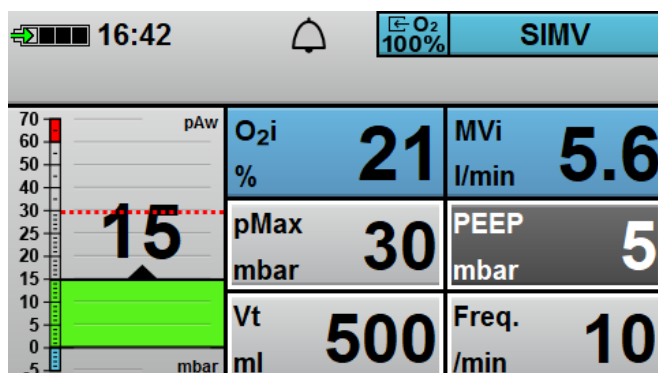 16:42
O₂
100%
SIMV
70
60
50
40
30
25
20
15
10
5
0
-5
pAw
15
mbar
O₂i
%
21
MVi
l/min
5.6
pMax
mbar
30
PEEP
mbar
5
Vt
ml
500
Freq.
/min
10